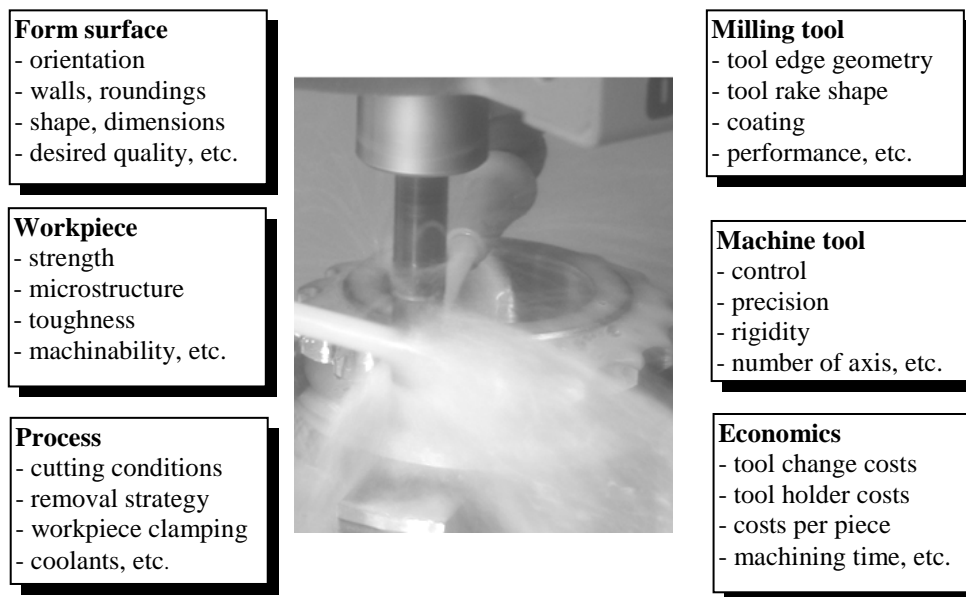 Form surface
- orientation
- walls, roundings
- shape, dimensions
- desired quality, etc.
Workpiece
- strength
- microstructure
- toughness
- machinability, etc.
Process
- cutting conditions
- removal strategy
- workpiece clamping
- coolants, etc.
Milling tool
- tool edge geometry
- tool rake shape
- coating
- performance, etc.
Machine tool
- control
- precision
- rigidity
- number of axis, etc.
Economics
- tool change costs
- tool holder costs
- costs per piece
- machining time, etc.